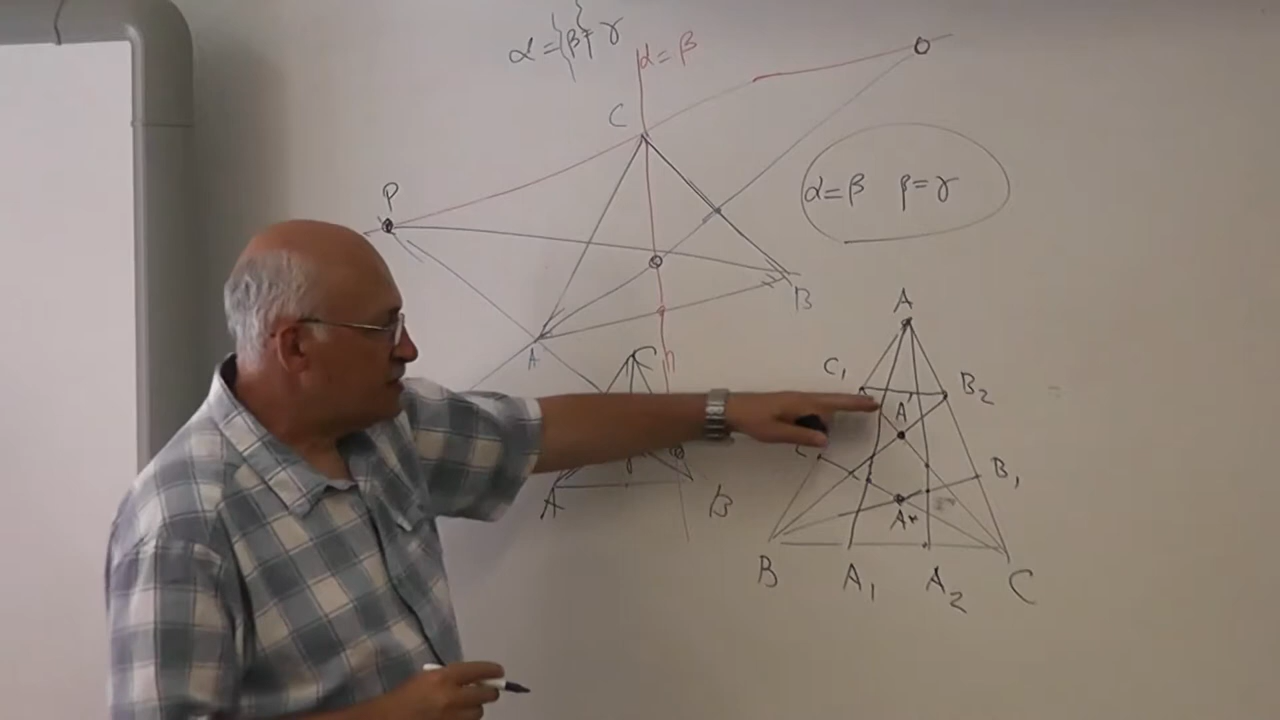 α = {β} = γ
α = β
C
P
α = β β = γ
B
A
A
C
C₁
B₂
A'
C
B₁
A*
A
B
B
A₁
A₂
C